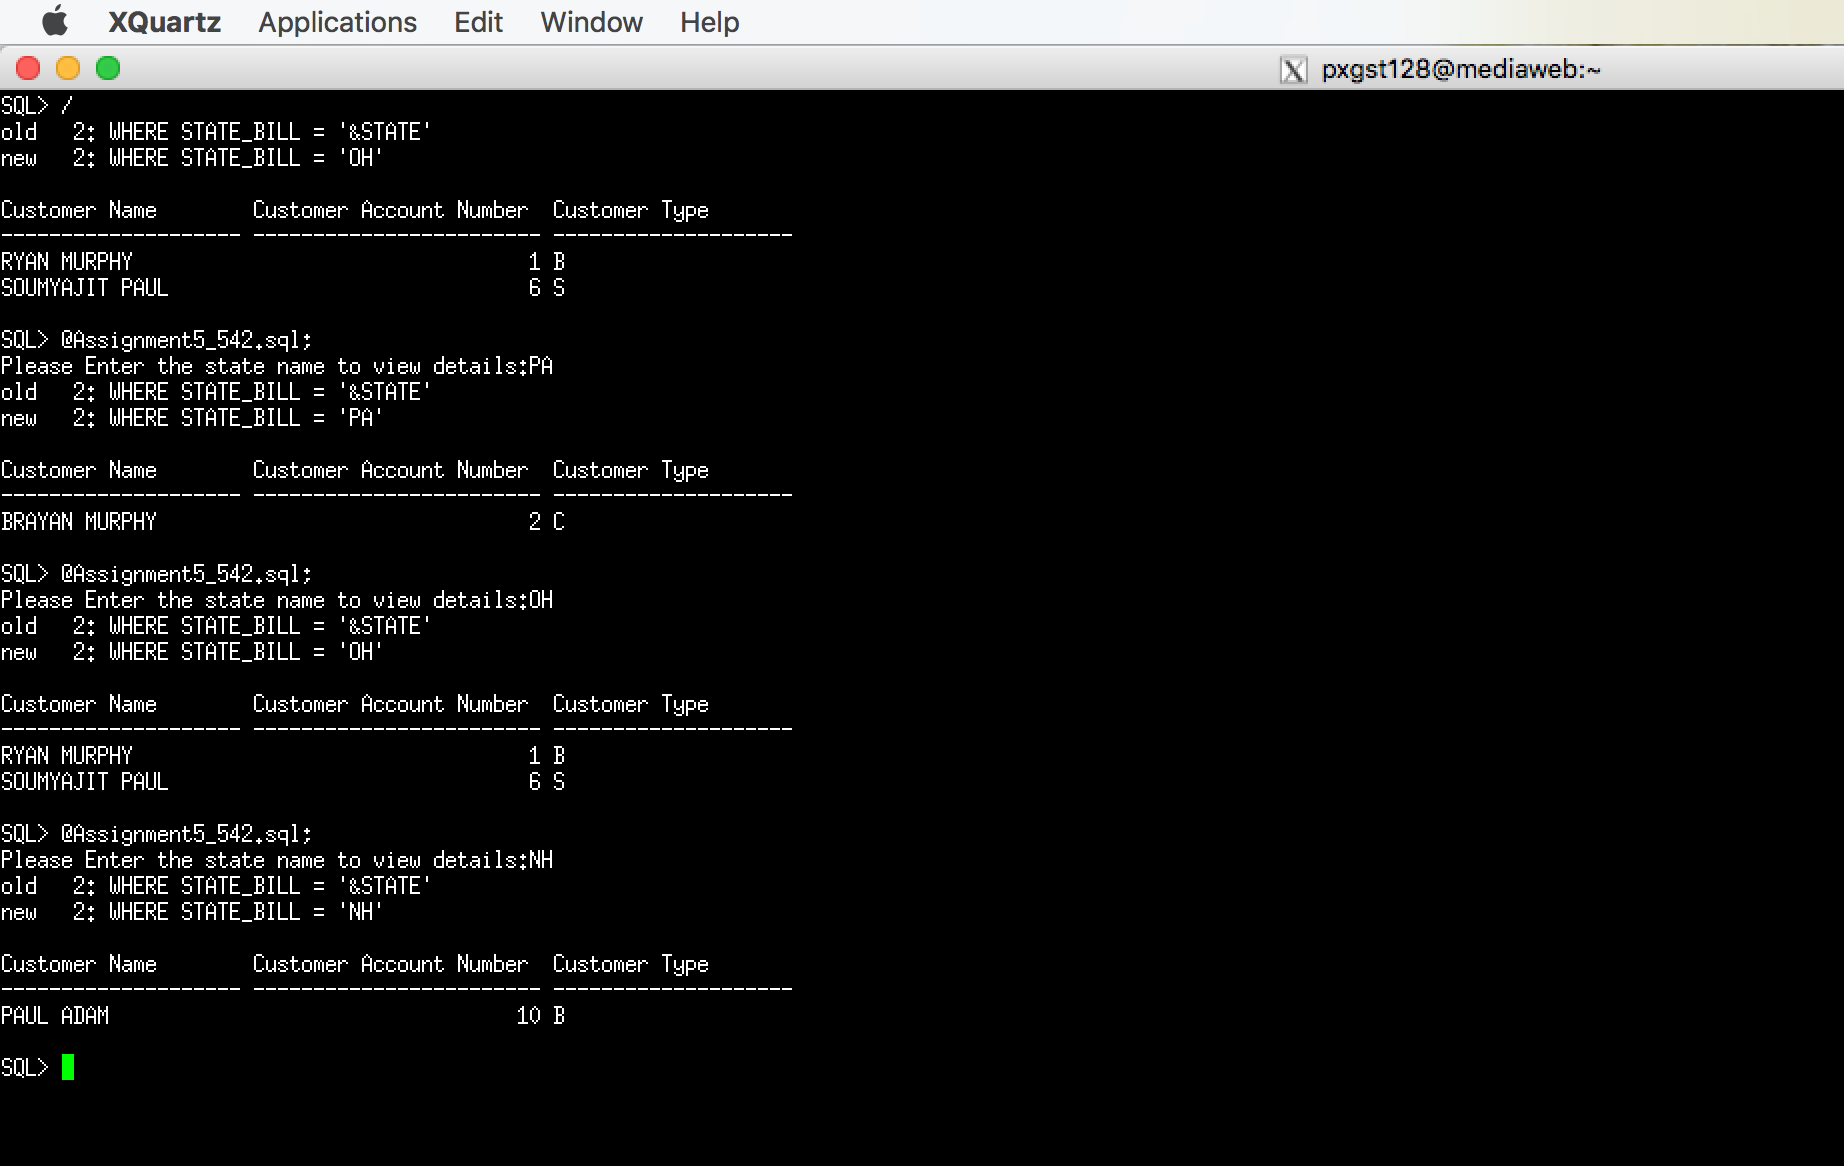 XQuartz Applications Edit Window Help
pxgst128@mediaweb:~
SQL> /
old   2: WHERE STATE_BILL = '&STATE'
new   2: WHERE STATE_BILL = 'OH'
Customer Name        Customer Account Number  Customer Type
-------------------- ------------------------ --------------------
RYAN MURPHY                                 1 B
SOUMYAJIT PAUL                              6 S
SQL> @Assignment5_542.sql;
Please Enter the state name to view details:PA
old   2: WHERE STATE_BILL = '&STATE'
new   2: WHERE STATE_BILL = 'PA'
Customer Name        Customer Account Number  Customer Type
-------------------- ------------------------ --------------------
BRAYAN MURPHY                               2 C
SQL> @Assignment5_542.sql;
Please Enter the state name to view details:OH
old   2: WHERE STATE_BILL = '&STATE'
new   2: WHERE STATE_BILL = 'OH'
Customer Name        Customer Account Number  Customer Type
-------------------- ------------------------ --------------------
RYAN MURPHY                                 1 B
SOUMYAJIT PAUL                              6 S
SQL> @Assignment5_542.sql;
Please Enter the state name to view details:NH
old   2: WHERE STATE_BILL = '&STATE'
new   2: WHERE STATE_BILL = 'NH'
Customer Name        Customer Account Number  Customer Type
-------------------- ------------------------ --------------------
PAUL ADAM                                  10 B
SQL>